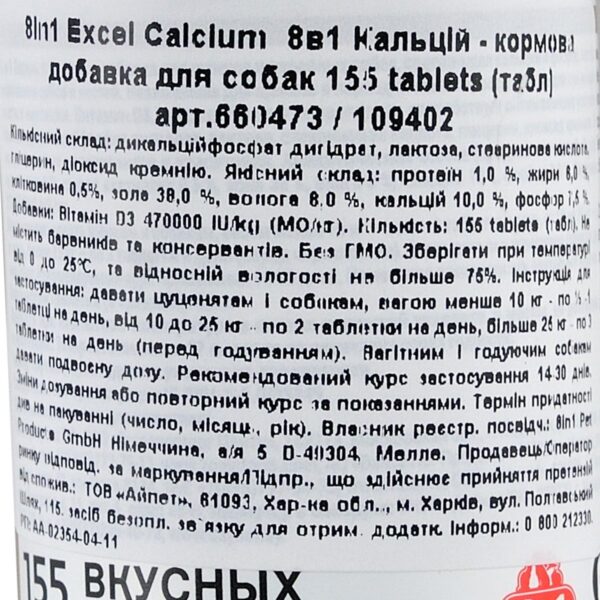 8in1 Excel Calcium 8в1 Кальцій - кормова
добавка для собак 155 tablets (табл)
арт.660473 / 109402
Кількісний склад: дикальційфосфат дигідрат, лактоза, стеаринова кислота,
гліцерин, діоксид кремнію. Якісний склад: протеїн 1,0 %, жири 6,0 %,
клітковина 0,5%, зола 38,0 %, волога 8,0 %, кальцій 10,0 %, фосфор 7,5 %
Добавки: Вітамін D3 470000 IU/kg (МО/кг). Кількість: 155 tablets (табл). Не
містить барвників та консервантів. Без ГМО. Зберігати при температурі
від 0 до 25°С, та відносній вологості на більше 75%. Інструкція для
застосування: давати цуценятам і собакам, вагою менше 10 кг - по ½ -1
таблетці на день, від 10 до 25 кг - по 2 таблетки на день, більше 25 кг - по 3
таблетки на день (перед годуванням). Вагітним і годуючим собакам
давати подвоєну дозу. Рекомендований курс застосування 14-30 днів.
Зміни дозування або повторний курс за показаннями. Термін придатності
див на пакуванні (число, місяць, рік). Власник реєстр. посвідч.: 8in1 Pet
Products GmbH Німеччина, а/я 5 D-49304, Мелле. Продавець/Оператор
ринку відповід. за маркування/Підпр., що здійснює прийняття претензій
від спожив.: ТОВ «Айпет», 61093, Хар-ка обл., м. Харків, вул. Полтавський
Шлях, 115. засіб безопл. зв'язку для отрим. додатк. Інформ.: 0 800 212330.
РП: АА-02354-04-11
155 ВКУСНЫХ